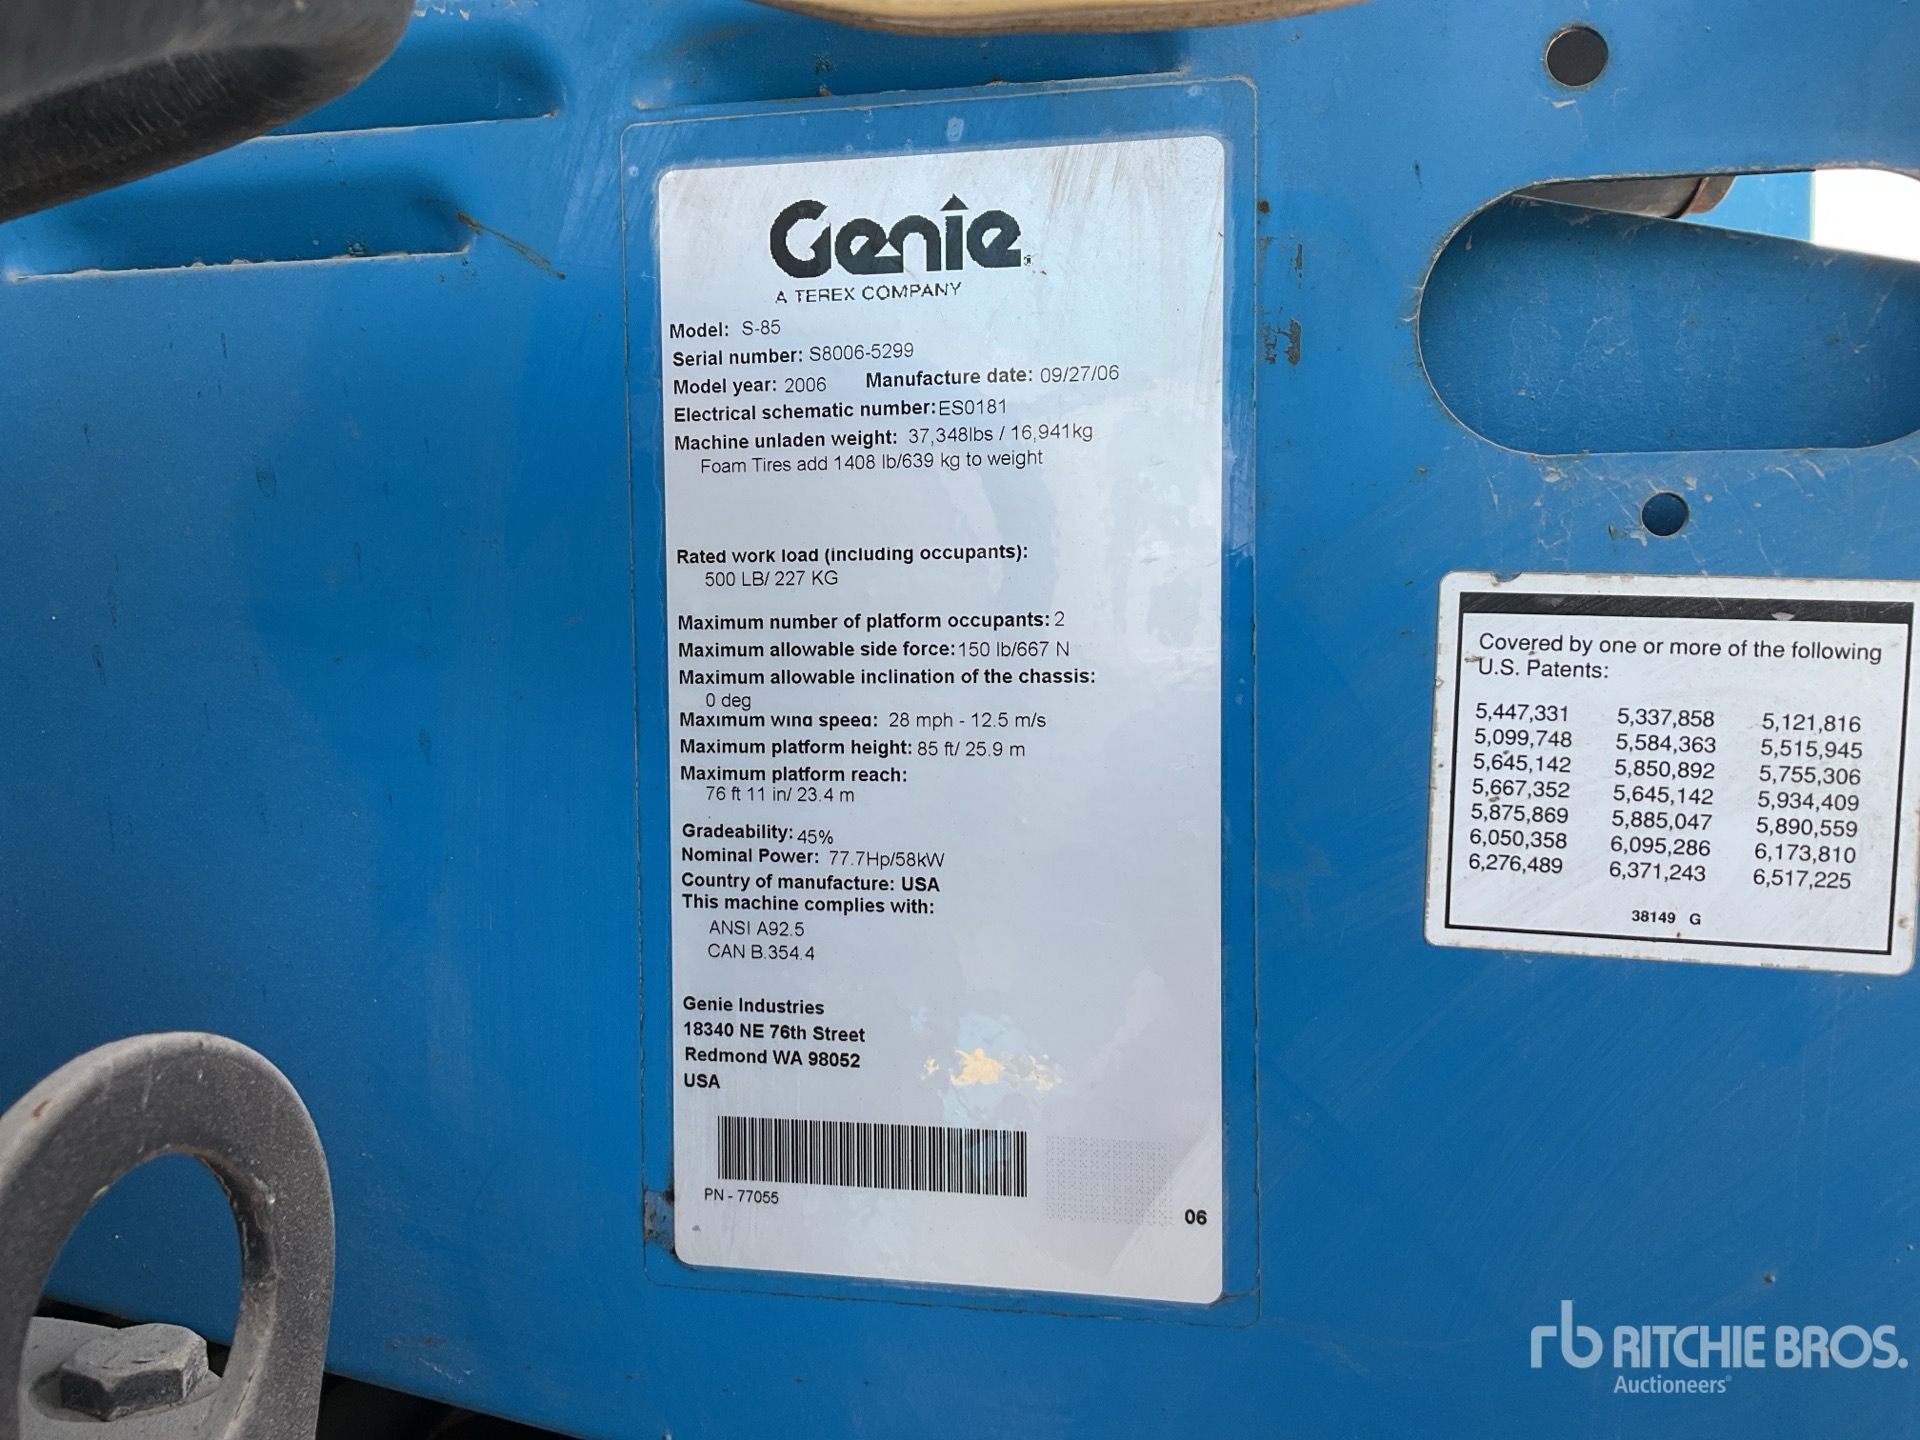 Genie
A TEREX COMPANY
Model: S-85
Serial number: S8006-5299
Model year: 2006 Manufacture date: 09/27/06
Electrical schematic number: ES0181
Machine unladen weight: 37,348lbs / 16,941kg
Foam Tires add 1408 lb/639 kg to weight
Rated work load (including occupants):
500 LB/ 227 KG
Maximum number of platform occupants: 2
Maximum allowable side force: 150 lb/667 N
Maximum allowable inclination of the chassis:
0 deg
Maximum wind speed: 28 mph - 12.5 m/s
Maximum platform height: 85 ft/ 25.9 m
Maximum platform reach:
76 ft 11 in/ 23.4 m
Gradeability: 45%
Nominal Power: 77.7Hp/58kW
Country of manufacture: USA
This machine complies with:
ANSI A92.5
CAN B.354.4
Genie Industries
18340 NE 76th Street
Redmond WA 98052
USA
PN - 77055
06
Covered by one or more of the following
U.S. Patents:
5,447,331 5,337,858 5,121,816
5,099,748 5,584,363 5,515,945
5,645,142 5,850,892 5,755,306
5,667,352 5,645,142 5,934,409
5,875,869 5,885,047 5,890,559
6,050,358 6,095,286 6,173,810
6,276,489 6,371,243 6,517,225
38149 G
rb RITCHIE BROS.
Auctioneers